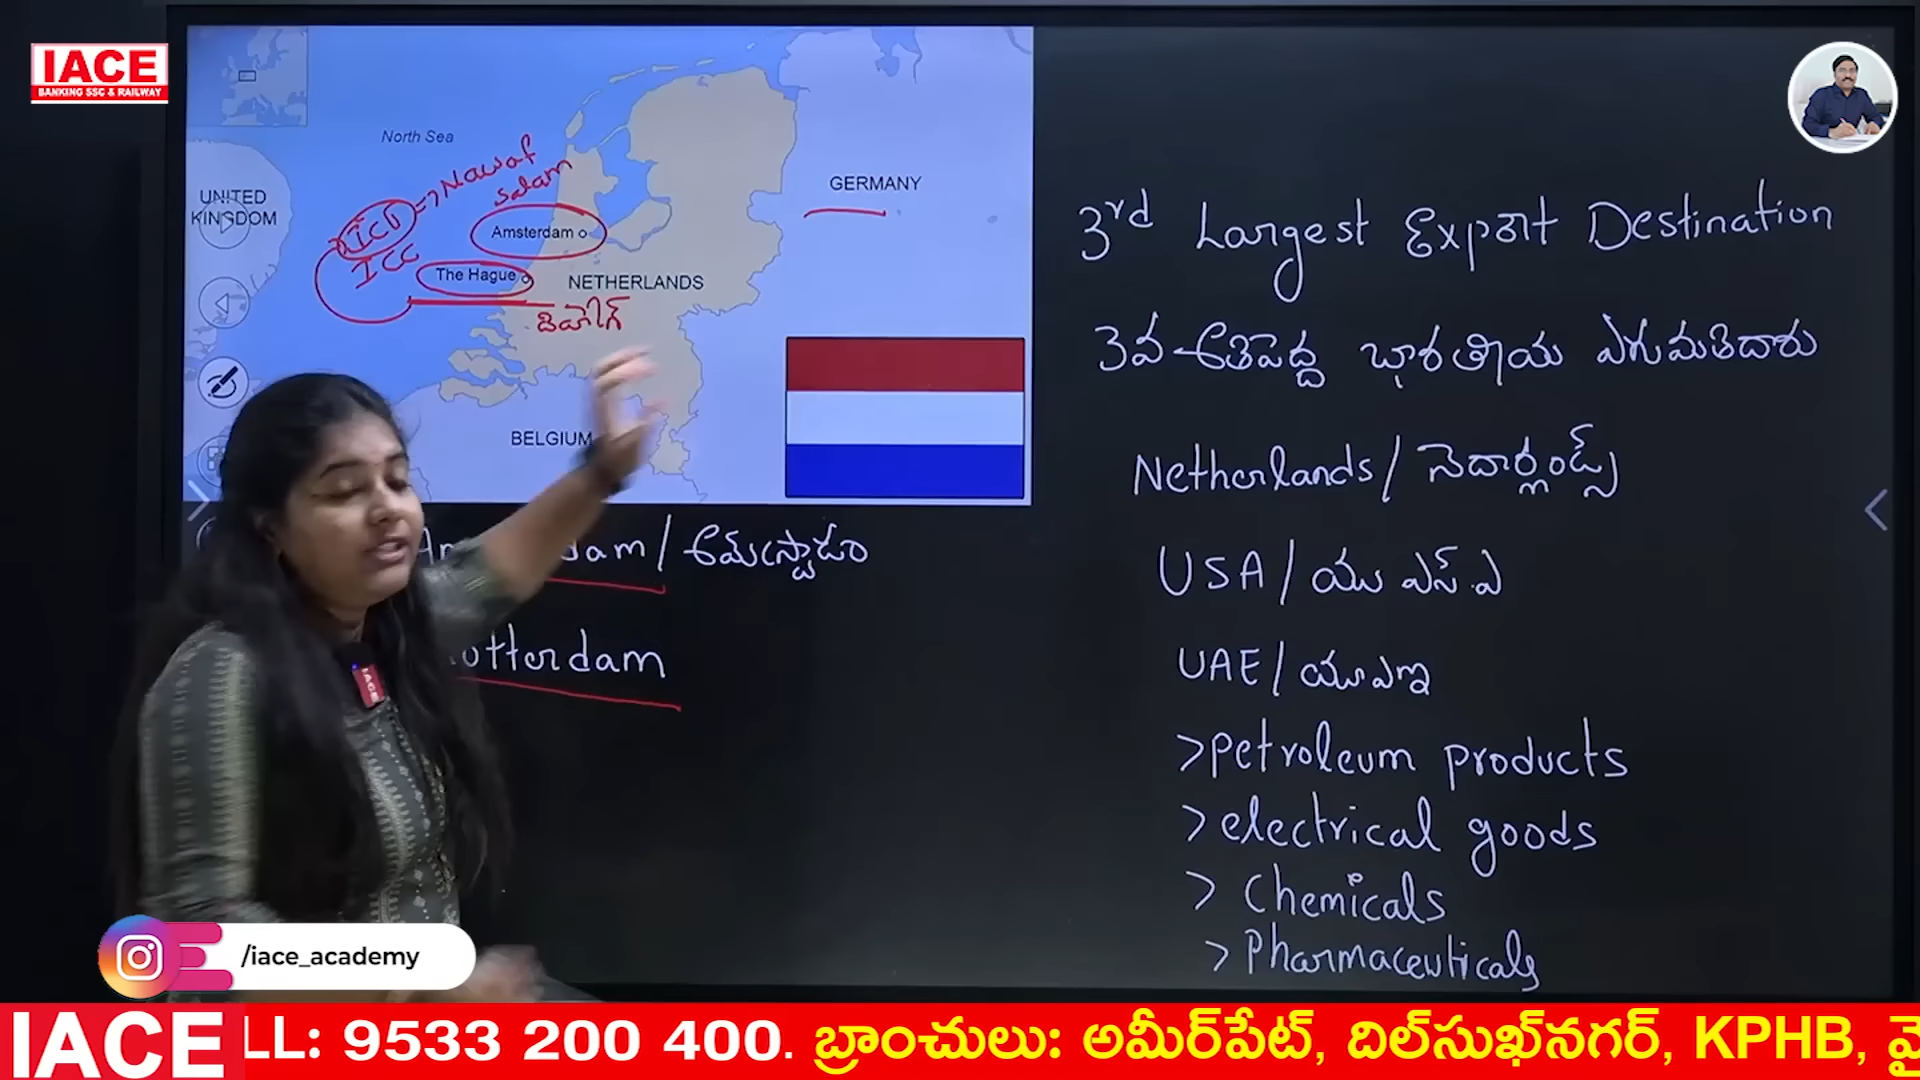 IACE
BANKING SSC & RAILWAY
North Sea
UNITED
KINGDOM
GERMANY
ICJ => Nawaf
Salam
ICC
Amsterdam
The Hague
NETHERLANDS
దిహేగ్
BELGIUM
dam / ఆమ్‌స్టర్‌డాం
otterdam
3rd Largest Export Destination
3వ అతిపెద్ద భారతీయ ఎగుమతిదారు
Netherlands / నెదార్లాండ్స్
USA / యు ఎస్.ఎ
UAE / యుఎఇ
> petroleum products
> electrical goods
> Chemicals
> Pharmaceuticals
IACE
/iace_academy
IACE LL: 9533 200 400. బ్రాంచులు: అమీర్‌పేట్, దిల్‌సుఖ్‌నగర్, KPHB, వై